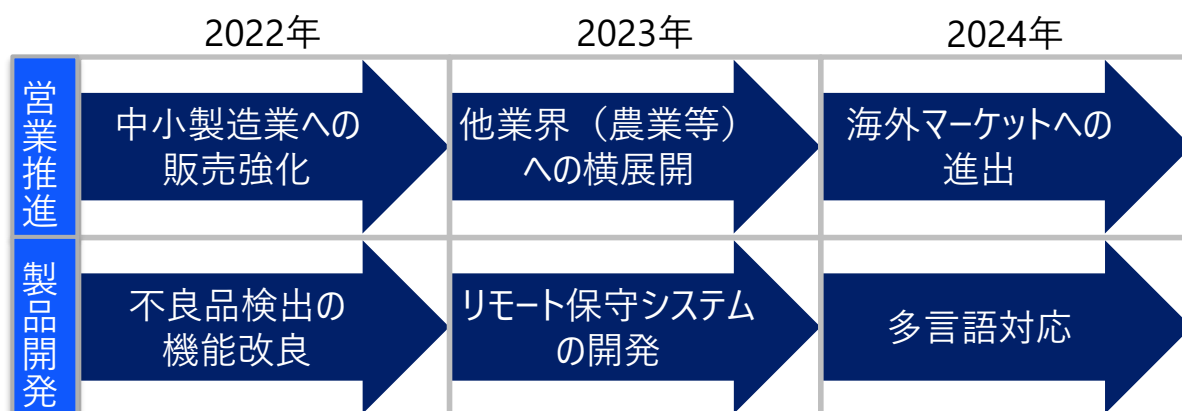 2022年
2023年
2024年
営業推進
中小製造業への
販売強化
他業界（農業等）
への横展開
海外マーケットへの
進出
製品開発
不良品検出の
機能改良
リモート保守システム
の開発
多言語対応